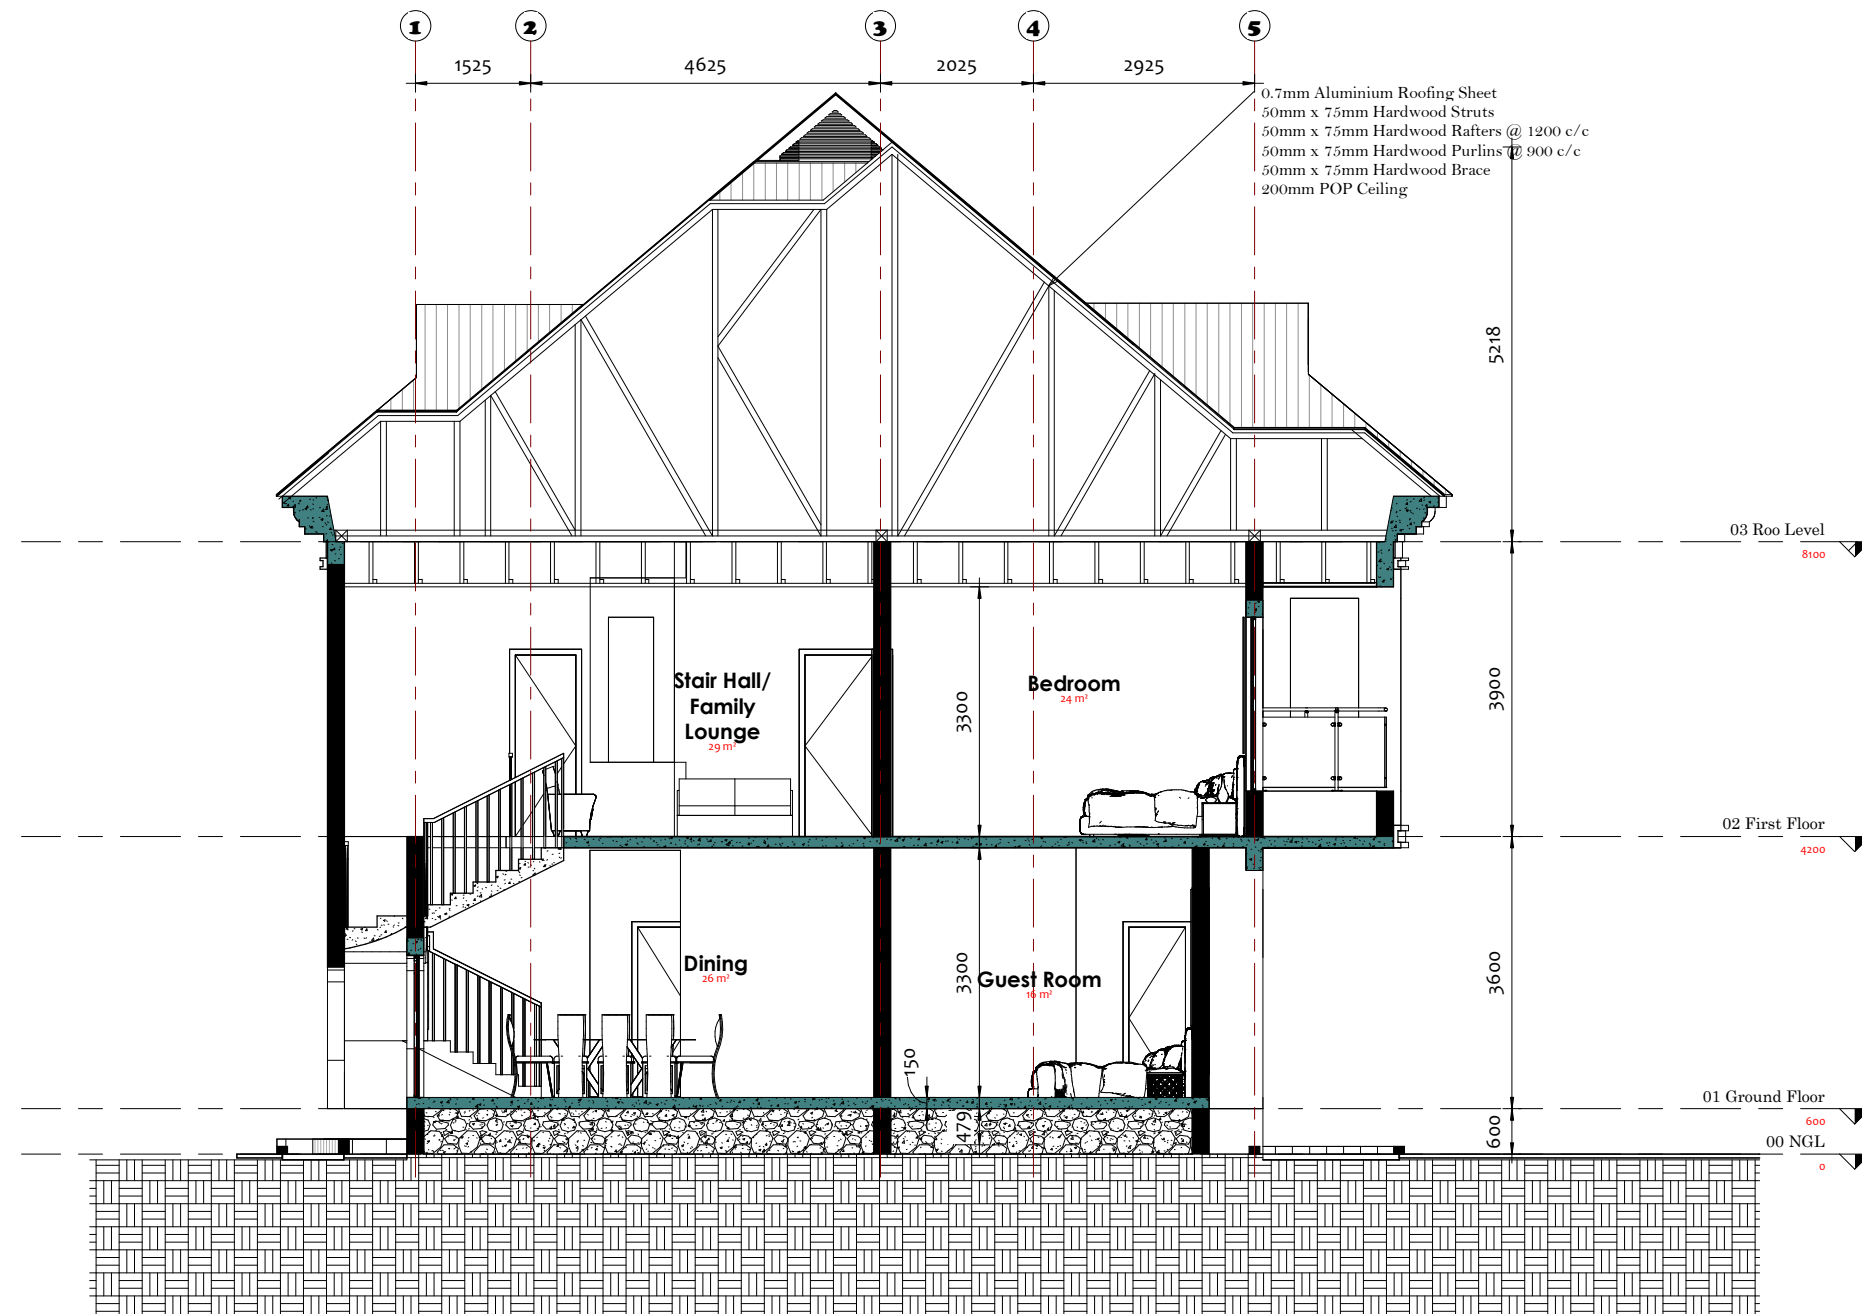 1 2 3 4 5
1525 4625 2025 2925
0.7mm Aluminium Roofing Sheet
50mm x 75mm Hardwood Struts
50mm x 75mm Hardwood Rafters @ 1200 c/c
50mm x 75mm Hardwood Purlins @ 900 c/c
50mm x 75mm Hardwood Brace
200mm POP Ceiling
5218
03 Roo Level
8100
Stair Hall/
Family
Lounge
29 m²
3300
Bedroom
24 m²
3900
02 First Floor
4200
Dining
26 m²
3300
Guest Room
16 m²
3600
150
479
01 Ground Floor
600
600
00 NGL
0